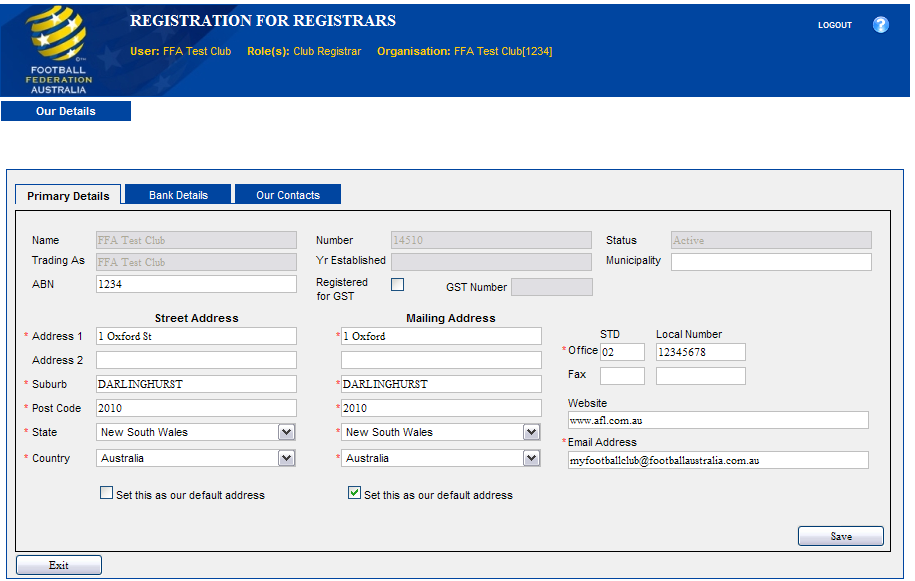 REGISTRATION FOR REGISTRARS
LOGOUT
?
User: FFA Test Club Role(s): Club Registrar Organisation: FFA Test Club[1234]
FOOTBALL
FEDERATION
AUSTRALIA
Our Details
Primary Details Bank Details Our Contacts
Name FFA Test Club Number 14510 Status Active
Trading As FFA Test Club Yr Established Municipality
ABN 1234 Registered for GST GST Number
Street Address Mailing Address
* Address 1 1 Oxford St * 1 Oxford
Address 2
* Suburb DARLINGHURST * DARLINGHURST
* Post Code 2010 * 2010
* State New South Wales * New South Wales
* Country Australia * Australia
Set this as our default address Set this as our default address
STD Local Number
* Office 02 12345678
Fax
Website
www.afl.com.au
* Email Address
myfootballclub@footballaustralia.com.au
Save
Exit